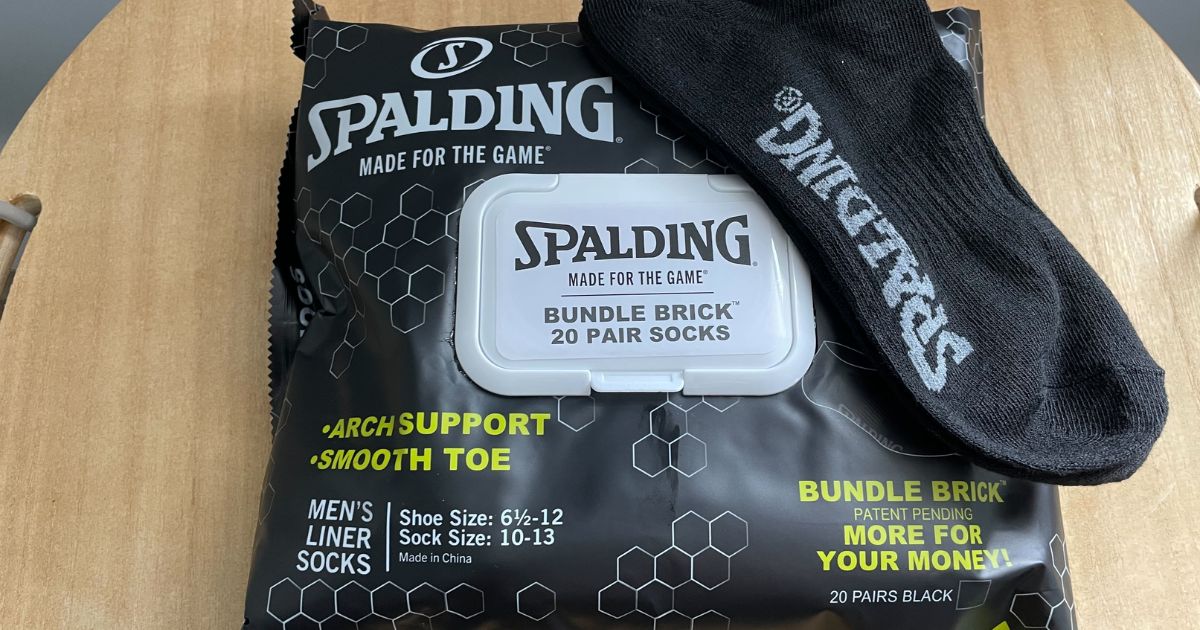 S
SPALDING®
MADE FOR THE GAME®
SPALDING®
MADE FOR THE GAME®
BUNDLE BRICK™
20 PAIR SOCKS
SPALDING®
SPALDING
•ARCH SUPPORT
•SMOOTH TOE
MEN'S
LINER
SOCKS
Shoe Size: 6½-12
Sock Size: 10-13
Made in China
BUNDLE BRICK™
PATENT PENDING
MORE FOR
YOUR MONEY!
20 PAIRS BLACK